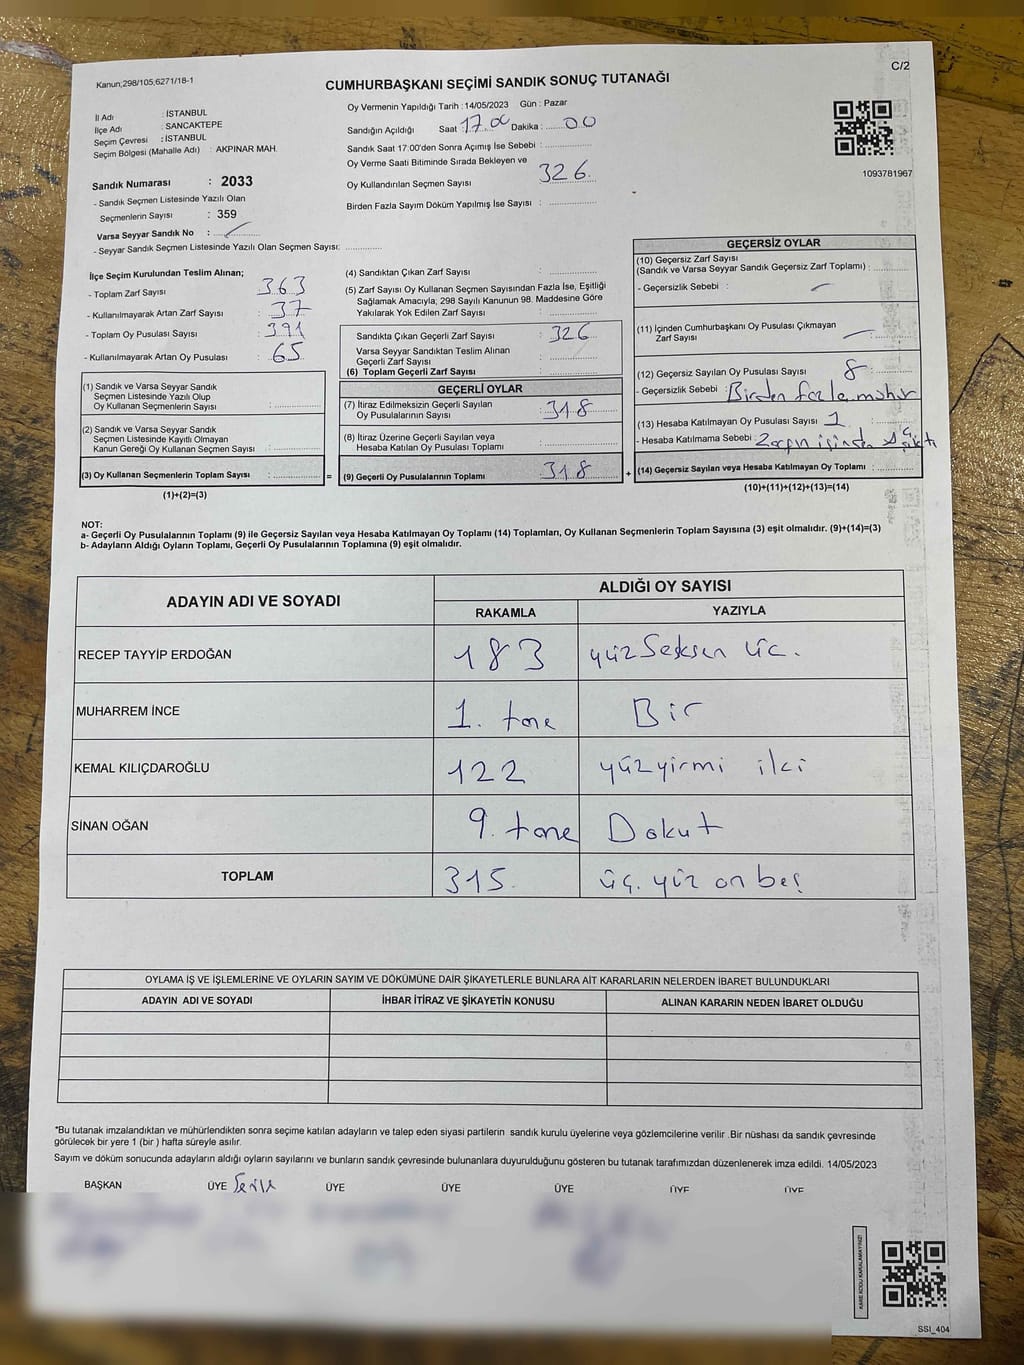 Kanun;298/105,6271/18-1
C/2
CUMHURBAŞKANI SEÇİMİ SANDIK SONUÇ TUTANAĞI
İl Adı : İSTANBUL
İlçe Adı : SANCAKTEPE
Seçim Çevresi : İSTANBUL
Seçim Bölgesi (Mahalle Adı) : AKPINAR MAH.
Sandık Numarası : 2033
- Sandık Seçmen Listesinde Yazılı Olan
Seçmenlerin Sayısı : 359
Varsa Seyyar Sandık No :
- Seyyar Sandık Seçmen Listesinde Yazılı Olan Seçmen Sayısı:
Oy Vermenin Yapıldığı Tarih : 14/05/2023 Gün : Pazar
Sandığın Açıldığı Saat : 17.00 Dakika : 00
Sandık Saat 17:00'den Sonra Açımış İse Sebebi :
Oy Verme Saati Bitiminde Sırada Bekleyen ve
Oy Kullandırılan Seçmen Sayısı : 326
Birden Fazla Sayım Döküm Yapılmış İse Sayısı :
1093781967
İlçe Seçim Kurulundan Teslim Alınan;
- Toplam Zarf Sayısı : 363
- Kullanılmayarak Artan Zarf Sayısı : 37
- Toplam Oy Pusulası Sayısı : 391
- Kullanılmayarak Artan Oy Pusulası : 65
(1) Sandık ve Varsa Seyyar Sandık
Seçmen Listesinde Yazılı Olup
Oy Kullanan Seçmenlerin Sayısı :
(2) Sandık ve Varsa Seyyar Sandık
Seçmen Listesinde Kayıtlı Olmayan
Kanun Gereği Oy Kullanan Seçmen Sayısı :
(3) Oy Kullanan Seçmenlerin Toplam Sayısı : =
(1)+(2)=(3)
(4) Sandıktan Çıkan Zarf Sayısı :
(5) Zarf Sayısı Oy Kullanan Seçmen Sayısından Fazla İse, Eşitliği
Sağlamak Amacıyla; 298 Sayılı Kanunun 98. Maddesine Göre
Yakılarak Yok Edilen Zarf Sayısı :
Sandıkta Çıkan Geçerli Zarf Sayısı : 326
Varsa Seyyar Sandıktan Teslim Alınan
Geçerli Zarf Sayısı :
(6) Toplam Geçerli Zarf Sayısı :
GEÇERLİ OYLAR
(7) İtiraz Edilmeksizin Geçerli Sayılan
Oy Pusulalarının Sayısı : 318
(8) İtiraz Üzerine Geçerli Sayılan veya
Hesaba Katılan Oy Pusulası Toplamı :
(9) Geçerli Oy Pusulalarının Toplamı : 318 +
GEÇERSİZ OYLAR
(10) Geçersiz Zarf Sayısı
(Sandık ve Varsa Seyyar Sandık Geçersiz Zarf Toplamı) :
- Geçersizlik Sebebi :
(11) İçinden Cumhurbaşkanı Oy Pusulası Çıkmayan
Zarf Sayısı :
(12) Geçersiz Sayılan Oy Pusulası Sayısı : 8
- Geçersizlik Sebebi : Birden fazla mühür
(13) Hesaba Katılmayan Oy Pusulası Sayısı : 1
- Hesaba Katılmama Sebebi : Zarfın içinden
(14) Geçersiz Sayılan veya Hesaba Katılmayan Oy Toplamı :
(10)+(11)+(12)+(13)=(14)
NOT:
a- Geçerli Oy Pusulalarının Toplamı (9) ile Geçersiz Sayılan veya Hesaba Katılmayan Oy Toplamı (14) Toplamları, Oy Kullanan Seçmenlerin Toplam Sayısına (3) eşit olmalıdır. (9)+(14)=(3)
b- Adayların Aldığı Oyların Toplamı, Geçerli Oy Pusulalarının Toplamına (9) eşit olmalıdır.
ADAYIN ADI VE SOYADI
ALDIĞI OY SAYISI
RAKAMLA YAZIYLA
RECEP TAYYİP ERDOĞAN 183 yüzSeksen üc.
MUHARREM İNCE 1. tane Bir
KEMAL KILIÇDAROĞLU 122 yüzyirmi iki
SİNAN OĞAN 9. tane Dokut
TOPLAM 315 üç. yüz on beş
OYLAMA İŞ VE İŞLEMLERİNE VE OYLARIN SAYIM VE DÖKÜMÜNE DAİR ŞİKAYETLERLE BUNLARA AİT KARARLARIN NELERDEN İBARET BULUNDUKLARI
ADAYIN ADI VE SOYADI İHBAR İTİRAZ VE ŞİKAYETİN KONUSU ALINAN KARARIN NEDEN İBARET OLDUĞU
*Bu tutanak imzalandıktan ve mühürlendikten sonra seçime katılan adayların ve talep eden siyasi partilerin sandık kurulu üyelerine veya gözlemcilerine verilir .Bir nüshası da sandık çevresinde
görülecek bir yere 1 (bir ) hafta süreyle asılır.
Sayım ve döküm sonucunda adayların aldığı oyların sayılarını ve bunların sandık çevresinde bulunanlara duyurulduğunu gösteren bu tutanak tarafımızdan düzenlenerek imza edildi. 14/05/2023
BAŞKAN ÜYE ÜYE ÜYE ÜYE ÜYE ÜYE
KARE KODU KARALAMAYINIZ!
SSI_404